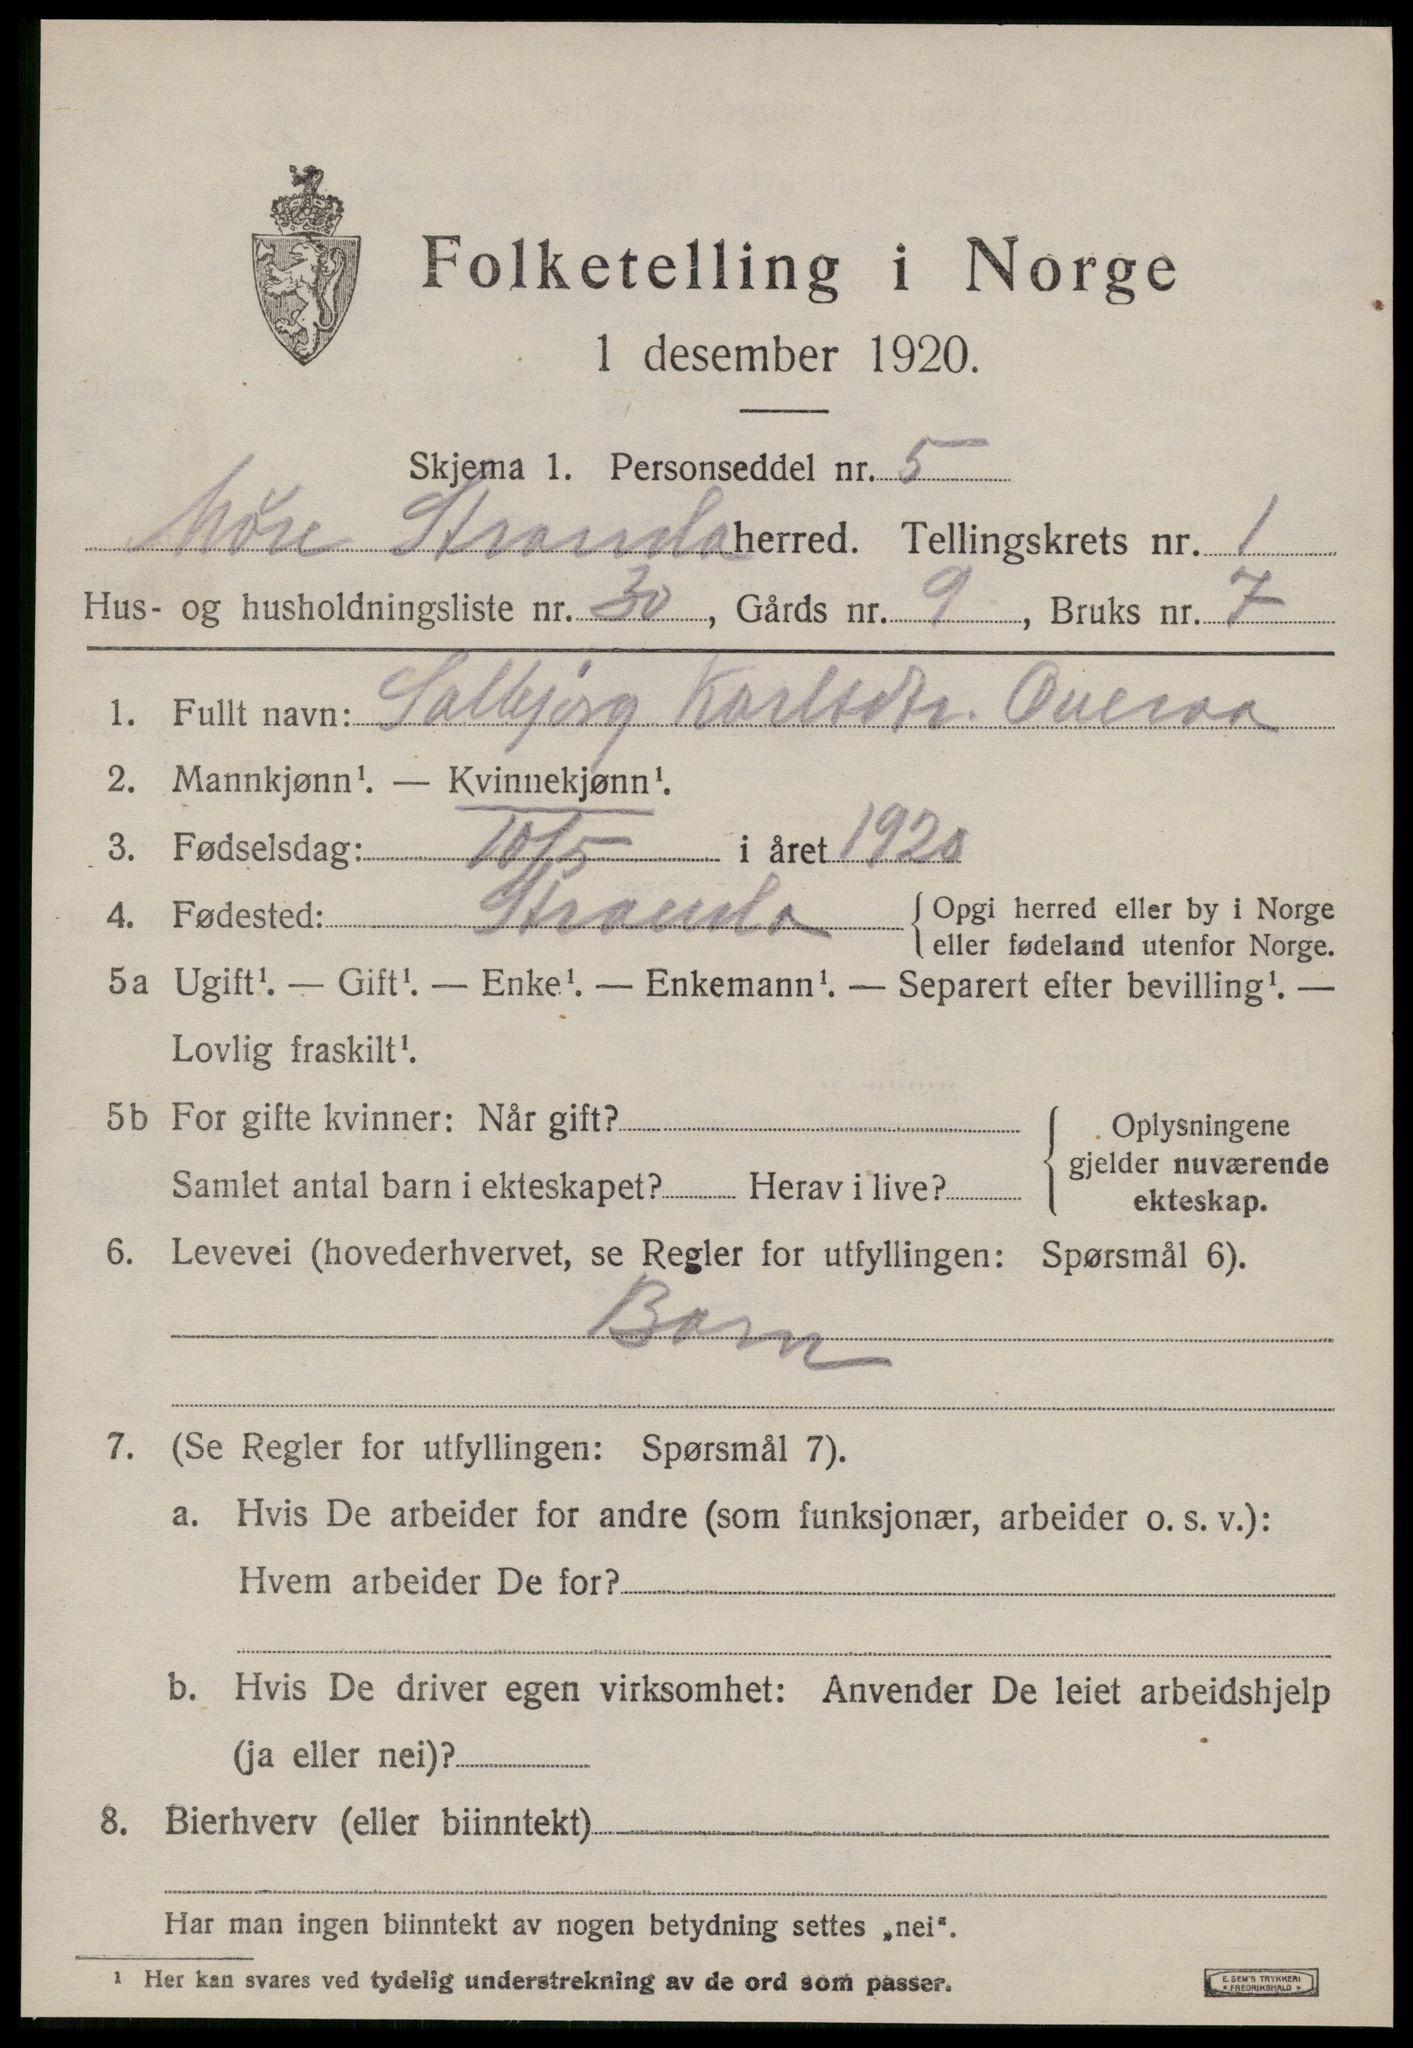 Folketelling i Norge
1 desember 1920.
Skjema 1. Personseddel nr. 5
Møre Stranda herred. Tellingskrets nr. 1
Hus- og husholdningsliste nr. 30, Gårds nr. 9, Bruks nr. 7
1. Fullt navn: Solbjørg Karlsdtr. Overaa
2. Mannkjønn¹. — Kvinnekjønn¹.
3. Fødselsdag: 10/5 i året 1920
4. Fødested: Stranda { Opgi herred eller by i Norge
eller fødeland utenfor Norge.
5a Ugift¹. — Gift¹. — Enke¹. — Enkemann¹. — Separert efter bevilling¹. —
Lovlig fraskilt¹.
5b For gifte kvinner: Når gift? { Oplysningene
gjelder nuværende
Samlet antal barn i ekteskapet? Herav i live? ekteskap.
6. Levevei (hovederhvervet, se Regler for utfyllingen: Spørsmål 6).
Barn
7. (Se Regler for utfyllingen: Spørsmål 7).
a. Hvis De arbeider for andre (som funksjonær, arbeider o. s. v.):
Hvem arbeider De for?
b. Hvis De driver egen virksomhet: Anvender De leiet arbeidshjelp
(ja eller nei)?
8. Bierhverv (eller biinntekt)
Har man ingen biinntekt av nogen betydning settes „nei“.
¹ Her kan svares ved tydelig understrekning av de ord som passer.
E. SEM'S TRYKKERI
FREDRIKSHALD